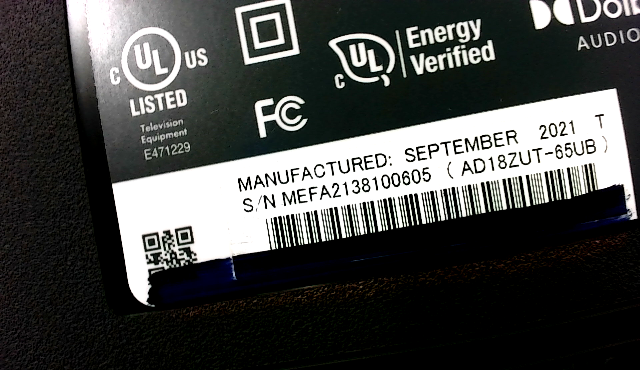 c UL US
LISTED
Television
Equipment
E471229
FC
c UL
Energy
Verified
AUDIO
MANUFACTURED: SEPTEMBER 2021 T
S/N MEFA2138100605 ( AD18ZUT-65UB )